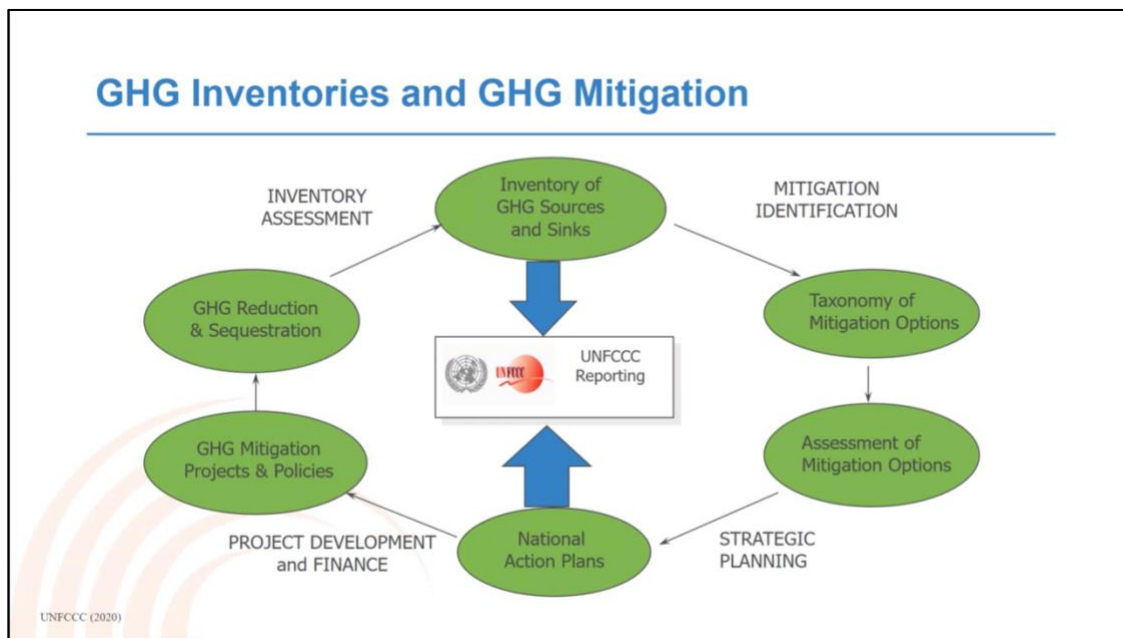 GHG Inventories and GHG Mitigation
INVENTORY
ASSESSMENT
Inventory of
GHG Sources
and Sinks
MITIGATION
IDENTIFICATION
GHG Reduction
& Sequestration
Taxonomy of
Mitigation Options
UNFCCC
UNFCCC
Reporting
GHG Mitigation
Projects & Policies
Assessment of
Mitigation Options
PROJECT DEVELOPMENT
and FINANCE
National
Action Plans
STRATEGIC
PLANNING
UNFCCC (2020)